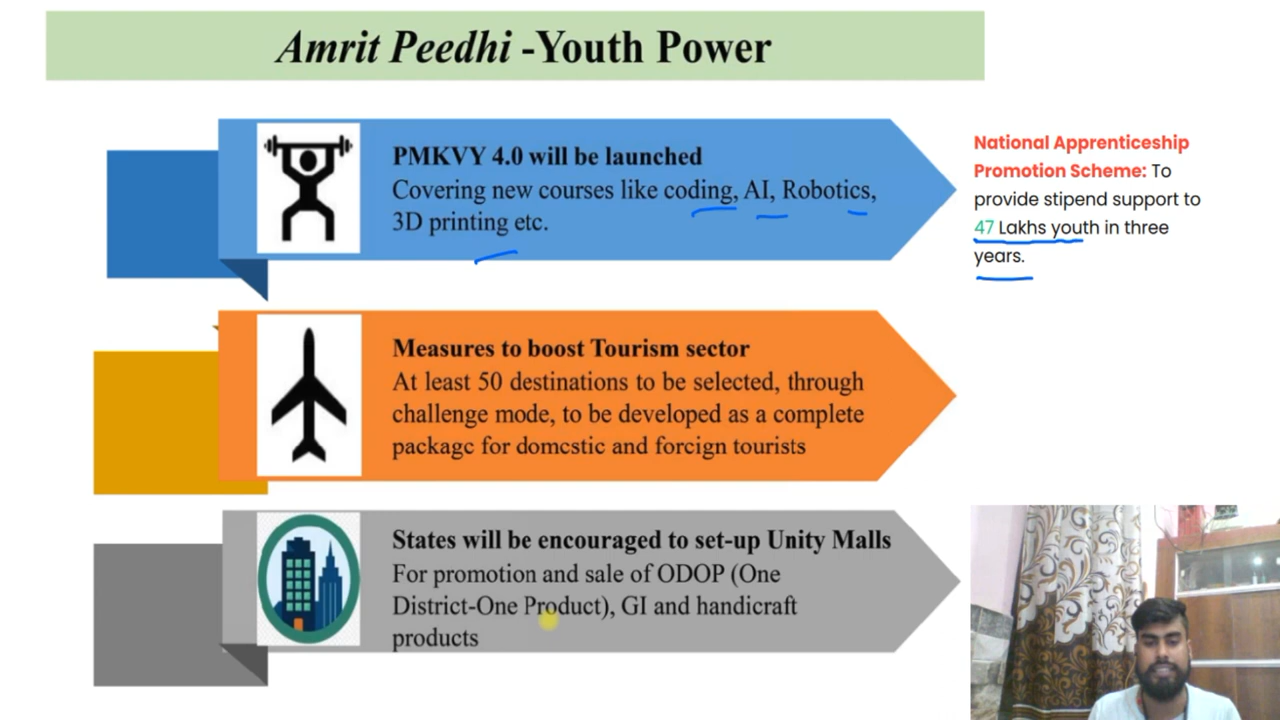 Amrit Peedhi -Youth Power
PMKVY 4.0 will be launched
Covering new courses like coding, AI, Robotics,
3D printing etc.
National Apprenticeship
Promotion Scheme: To
provide stipend support to
47 Lakhs youth in three
years.
Measures to boost Tourism sector
At least 50 destinations to be selected, through
challenge mode, to be developed as a complete
package for domestic and foreign tourists
States will be encouraged to set-up Unity Malls
For promotion and sale of ODOP (One
District-One Product), GI and handicraft
products